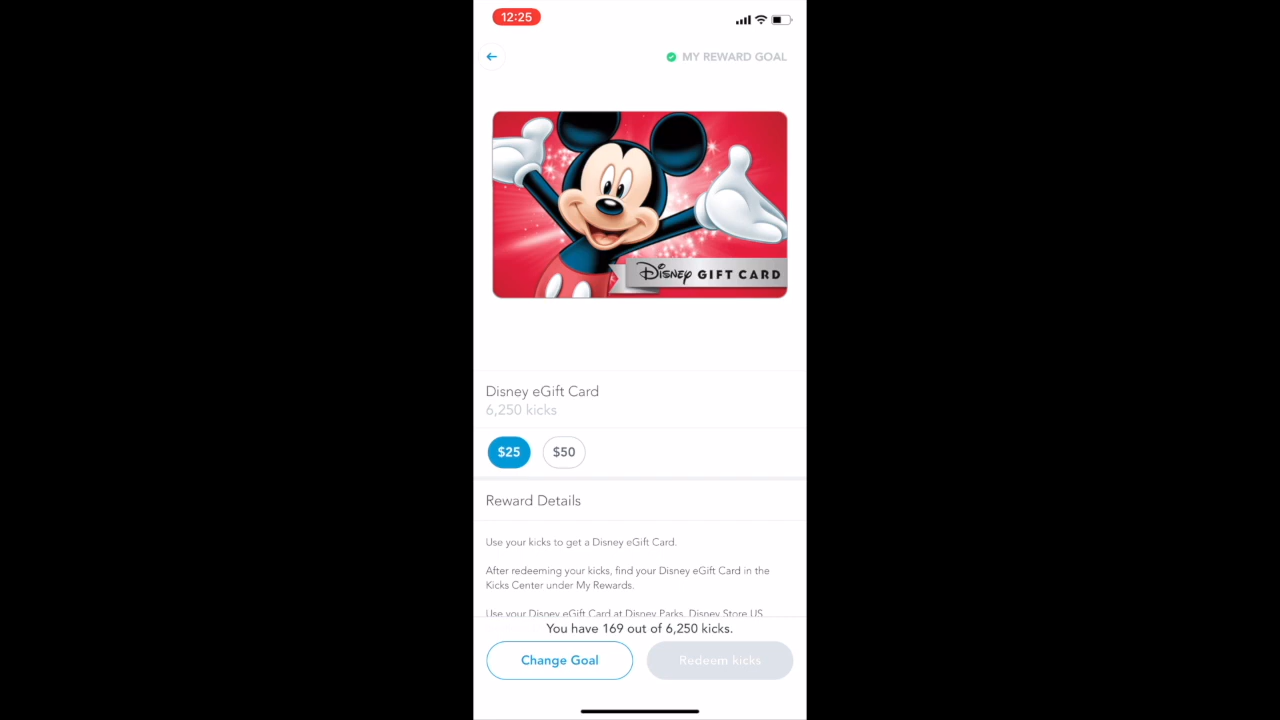 12:25
MY REWARD GOAL
Disney GIFT CARD
Disney eGift Card
6,250 kicks
$25 $50
Reward Details
Use your kicks to get a Disney eGift Card.
After redeeming your kicks, find your Disney eGift Card in the
Kicks Center under My Rewards.
Use your Disney eGift Card at Disney Parks, Disney Store US
You have 169 out of 6,250 kicks.
Change Goal Redeem kicks